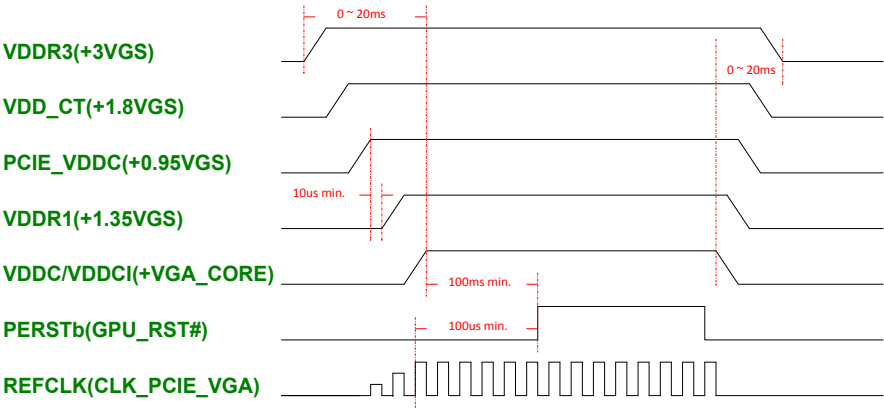 0 ~ 20ms
VDDR3(+3VGS)
0 ~ 20ms
VDD_CT(+1.8VGS)
PCIE_VDDC(+0.95VGS)
10us min.
VDDR1(+1.35VGS)
VDDC/VDDCI(+VGA_CORE)
100ms min.
PERSTb(GPU_RST#)
100us min.
REFCLK(CLK_PCIE_VGA)